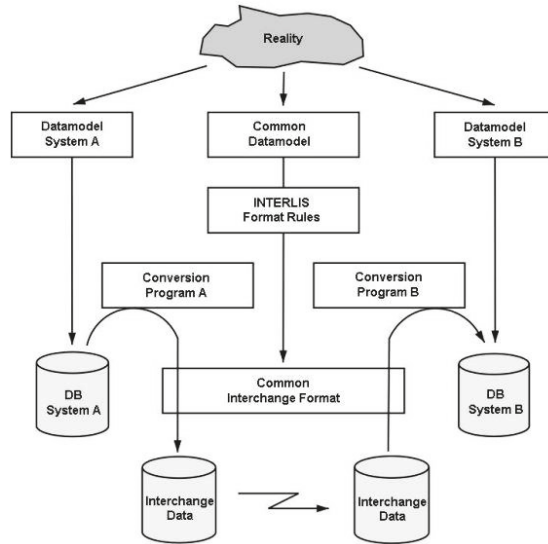 Reality
Datamodel
System A
Common
Datamodel
Datamodel
System B
INTERLIS
Format Rules
Conversion
Program A
Conversion
Program B
DB
System A
Common
Interchange Format
DB
System B
Interchange
Data
Interchange
Data